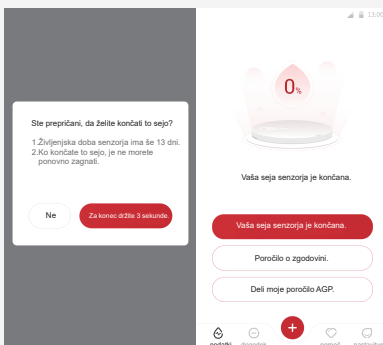 Ste prepričani, da želite končati to sejo?
1.Življenjska doba senzorja ima še 13 dni.
2.Ko končate to sejo, je ne morete
ponovno zagnati.
Ne
Za konec držite 3 sekunde.
13:00
0%
Vaša seja senzorja je končana.
Vaša seja senzorja je končana.
Poročilo o zgodovini.
Deli moje poročilo AGP.
+
podatki
dogodek
pomoč